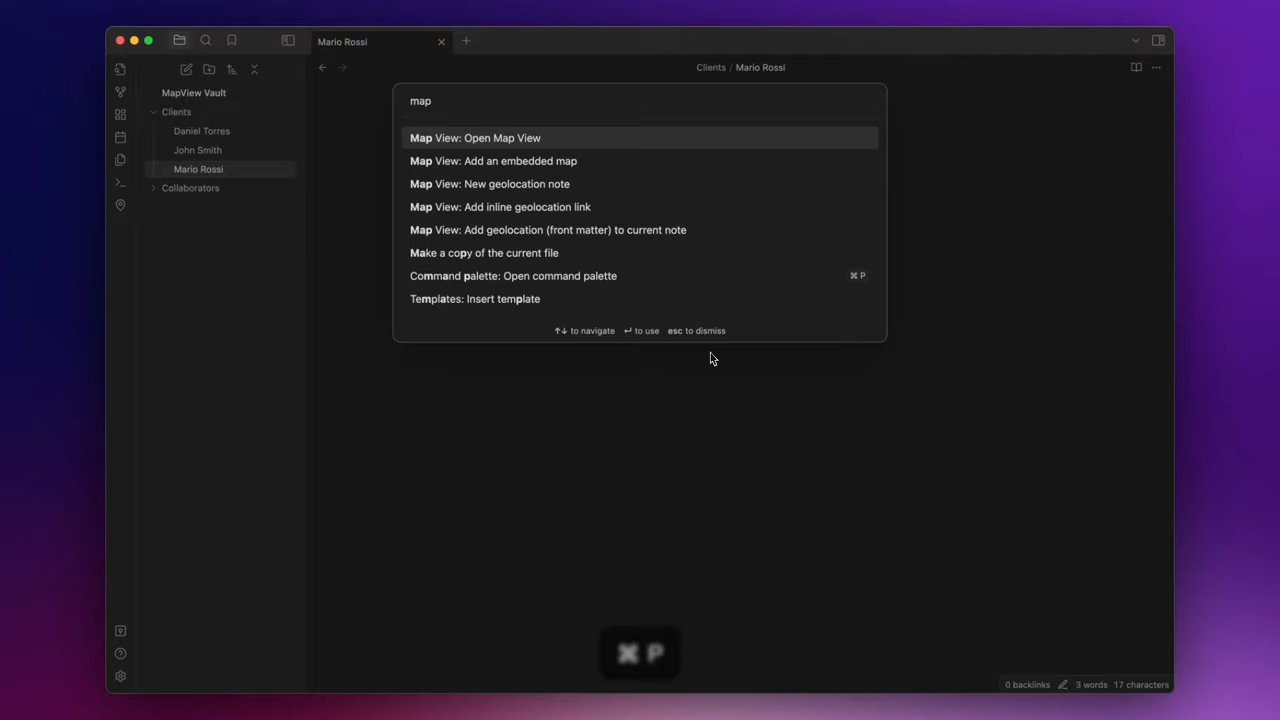 Mario Rossi
Clients / Mario Rossi
MapView Vault
Clients
Daniel Torres
John Smith
Mario Rossi
Collaborators
map
Map View: Open Map View
Map View: Add an embedded map
Map View: New geolocation note
Map View: Add inline geolocation link
Map View: Add geolocation (front matter) to current note
Make a copy of the current file
Command palette: Open command palette ⌘ P
Templates: Insert template
↑↓ to navigate ↵ to use esc to dismiss
⌘ P
0 backlinks 3 words 17 characters